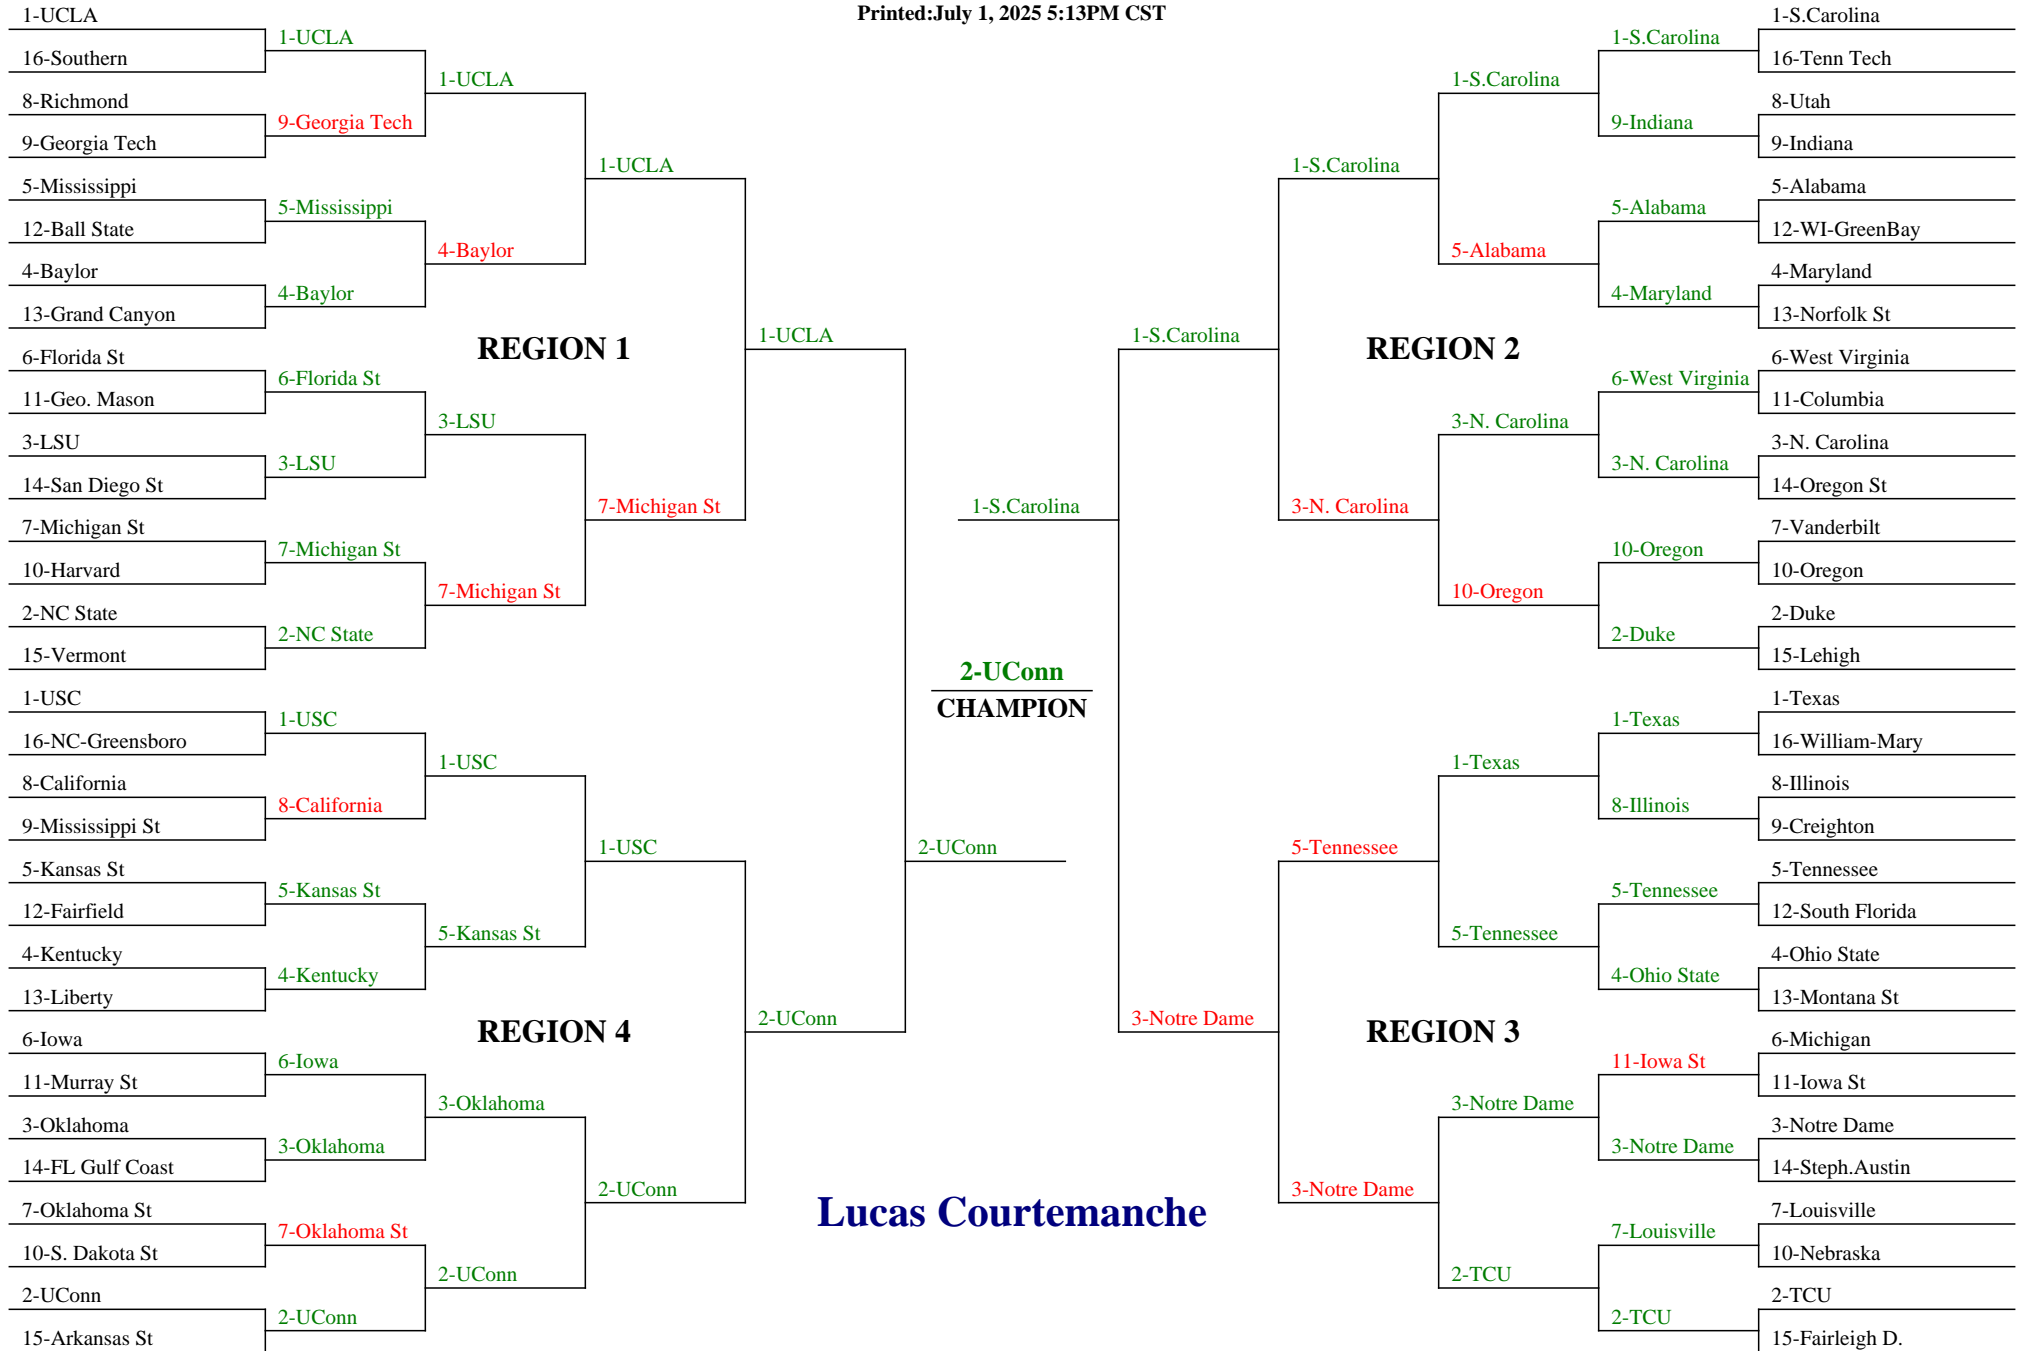 Printed:July 1, 2025 5:13PM CST
1-UCLA
16-Southern
8-Richmond
9-Georgia Tech
5-Mississippi
12-Ball State
4-Baylor
13-Grand Canyon
6-Florida St
11-Geo. Mason
3-LSU
14-San Diego St
7-Michigan St
10-Harvard
2-NC State
15-Vermont
1-USC
16-NC-Greensboro
8-California
9-Mississippi St
5-Kansas St
12-Fairfield
4-Kentucky
13-Liberty
6-Iowa
11-Murray St
3-Oklahoma
14-FL Gulf Coast
7-Oklahoma St
10-S. Dakota St
2-UConn
15-Arkansas St
1-UCLA
9-Georgia Tech
5-Mississippi
4-Baylor
6-Florida St
3-LSU
7-Michigan St
2-NC State
1-USC
8-California
5-Kansas St
4-Kentucky
6-Iowa
3-Oklahoma
7-Oklahoma St
2-UConn
1-UCLA
4-Baylor
3-LSU
7-Michigan St
1-USC
5-Kansas St
3-Oklahoma
2-UConn
REGION 1
REGION 4
1-UCLA
7-Michigan St
1-USC
2-UConn
1-UCLA
2-UConn
2-UConn
1-S.Carolina
2-UConn
CHAMPION
Lucas Courtemanche
1-S.Carolina
3-Notre Dame
1-S.Carolina
3-N. Carolina
5-Tennessee
3-Notre Dame
REGION 2
REGION 3
1-S.Carolina
5-Alabama
3-N. Carolina
10-Oregon
1-Texas
5-Tennessee
3-Notre Dame
2-TCU
1-S.Carolina
9-Indiana
5-Alabama
4-Maryland
6-West Virginia
3-N. Carolina
10-Oregon
2-Duke
1-Texas
8-Illinois
5-Tennessee
4-Ohio State
11-Iowa St
3-Notre Dame
7-Louisville
2-TCU
1-S.Carolina
16-Tenn Tech
8-Utah
9-Indiana
5-Alabama
12-WI-GreenBay
4-Maryland
13-Norfolk St
6-West Virginia
11-Columbia
3-N. Carolina
14-Oregon St
7-Vanderbilt
10-Oregon
2-Duke
15-Lehigh
1-Texas
16-William-Mary
8-Illinois
9-Creighton
5-Tennessee
12-South Florida
4-Ohio State
13-Montana St
6-Michigan
11-Iowa St
3-Notre Dame
14-Steph.Austin
7-Louisville
10-Nebraska
2-TCU
15-Fairleigh D.